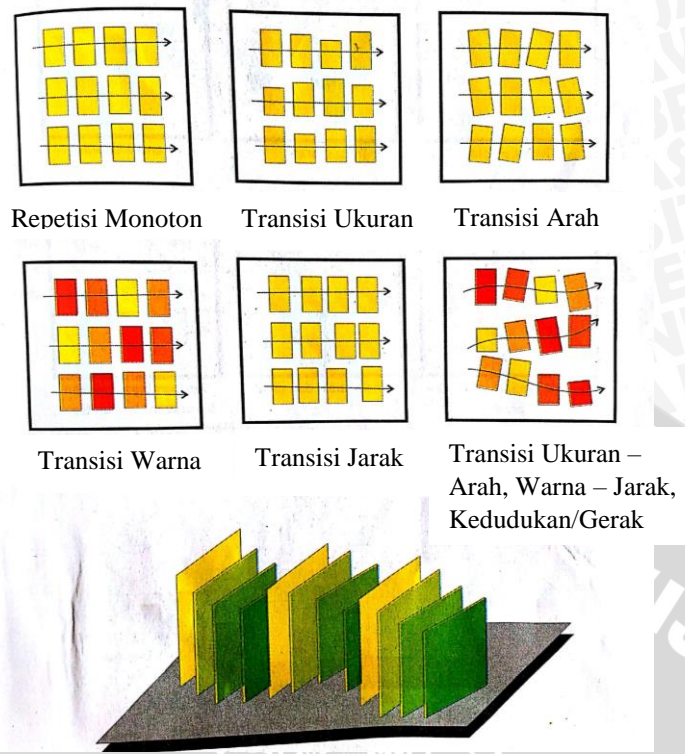 Repetisi Monoton
Transisi Ukuran
Transisi Arah
Transisi Warna
Transisi Jarak
Transisi Ukuran –
Arah, Warna – Jarak,
Kedudukan/Gerak